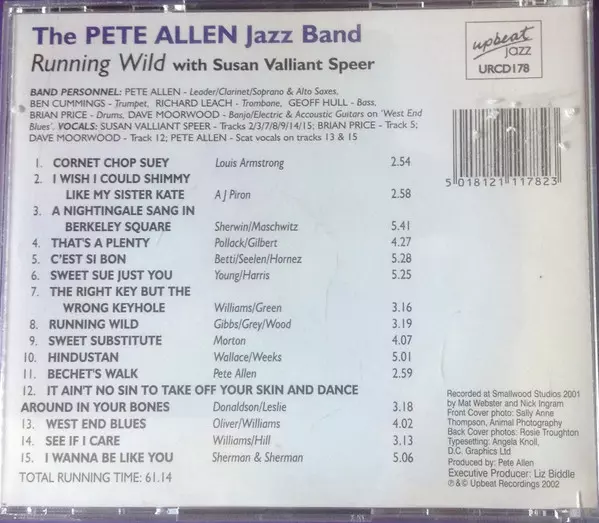 The PETE ALLEN Jazz Band
Running Wild with Susan Valliant Speer
upbeat
jazz
URCD178
BAND PERSONNEL: PETE ALLEN - Leader/Clarinet/Soprano & Alto Saxes,
BEN CUMMINGS - Trumpet, RICHARD LEACH - Trombone, GEOFF HULL - Bass,
BRIAN PRICE - Drums, DAVE MOORWOOD - Banjo/Electric & Accoustic Guitars on 'West End
Blues'. VOCALS: SUSAN VALLIANT SPEER - Tracks 2/3/7/8/9/14/15; BRIAN PRICE - Track 5;
DAVE MOORWOOD - Track 12; PETE ALLEN - Scat vocals on tracks 13 & 15
5 018121 117823
1. CORNET CHOP SUEY Louis Armstrong 2.54
2. I WISH I COULD SHIMMY
LIKE MY SISTER KATE A J Piron 2.58
3. A NIGHTINGALE SANG IN
BERKELEY SQUARE Sherwin/Maschwitz 5.41
4. THAT'S A PLENTY Pollack/Gilbert 4.27
5. C'EST SI BON Betti/Seelen/Hornez 5.28
6. SWEET SUE JUST YOU Young/Harris 5.25
7. THE RIGHT KEY BUT THE
WRONG KEYHOLE Williams/Green 3.16
8. RUNNING WILD Gibbs/Grey/Wood 3.19
9. SWEET SUBSTITUTE Morton 4.07
10. HINDUSTAN Wallace/Weeks 5.01
11. BECHET'S WALK Pete Allen 2.59
12. IT AIN'T NO SIN TO TAKE OFF YOUR SKIN AND DANCE
AROUND IN YOUR BONES Donaldson/Leslie 3.18
13. WEST END BLUES Oliver/Williams 4.02
14. SEE IF I CARE Williams/Hill 3.13
15. I WANNA BE LIKE YOU Sherman & Sherman 5.06
TOTAL RUNNING TIME: 61.14
Recorded at Smallwood Studios 2001
by Mat Webster and Nick Ingram
Front Cover photo: Sally Anne
Thompson, Animal Photography
Back Cover photos: Rosie Troughton
Typesetting: Angela Knoll,
D.C. Graphics Ltd
Produced by: Pete Allen
Executive Producer: Liz Biddle
℗ & © Upbeat Recordings 2002